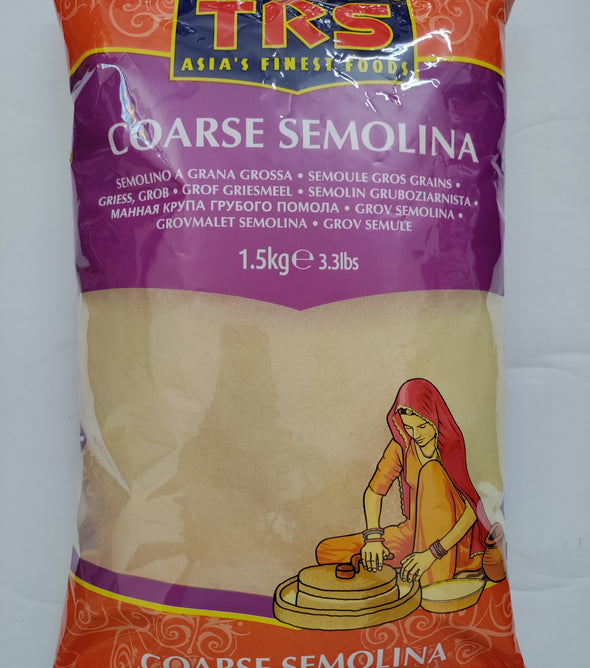 TRS
ASIA'S FINEST FOODS
COARSE SEMOLINA
SEMOLINO A GRANA GROSSA • SEMOULE GROS GRAINS •
GRIESS, GROB • GROF GRIESMEEL • SEMOLIN GRUBOZIARNISTA •
МАННАЯ КРУПА ГРУБОГО ПОМОЛА • GROV SEMOLINA •
GROVMALET SEMOLINA • GROV SEMULE
1.5kg℮ 3.3lbs
COARSE SEMOLINA